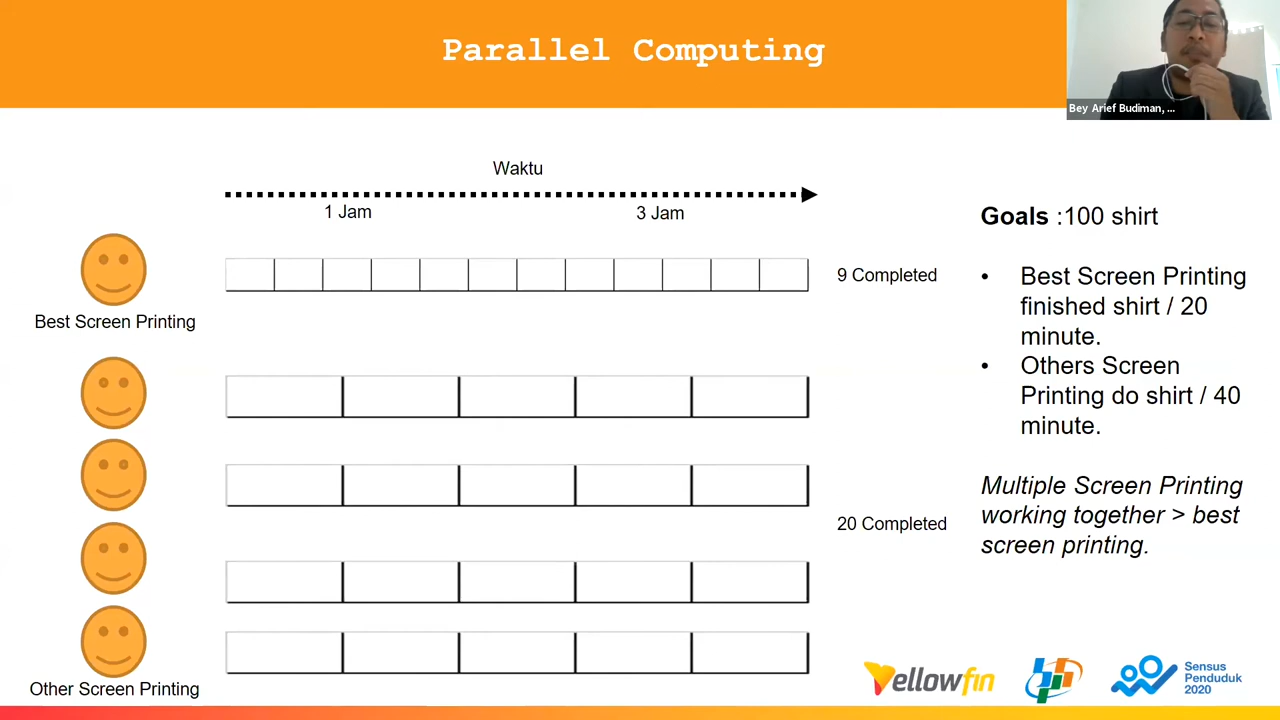 Parallel Computing
Bey Arief Budiman, ...
Waktu
1 Jam
3 Jam
Best Screen Printing
9 Completed
20 Completed
Other Screen Printing
Goals :100 shirt
• Best Screen Printing
finished shirt / 20
minute.
• Others Screen
Printing do shirt / 40
minute.
Multiple Screen Printing
working together > best
screen printing.
Yellowfin
Sensus
Penduduk
2020